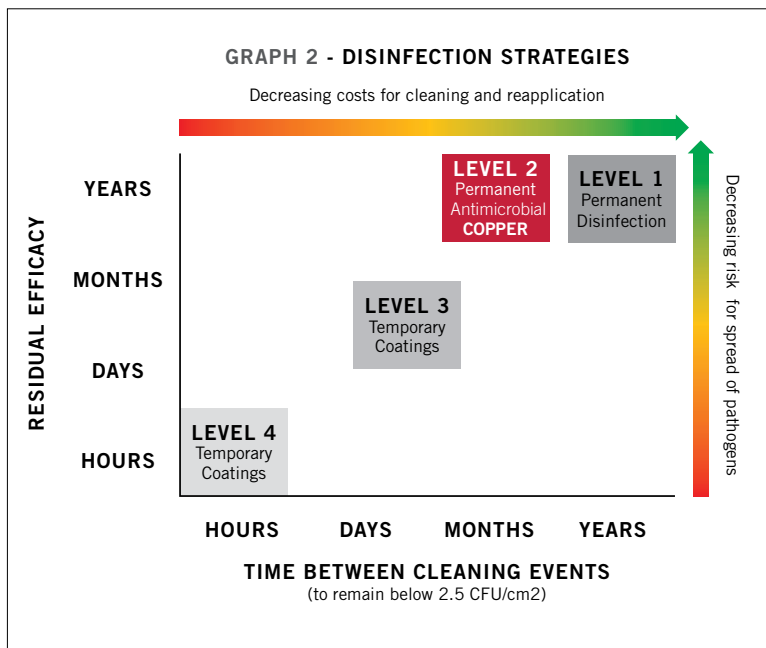 GRAPH 2 - DISINFECTION STRATEGIES
Decreasing costs for cleaning and reapplication
RESIDUAL EFFICACY
YEARS
MONTHS
DAYS
HOURS
LEVEL 2
Permanent
Antimicrobial
COPPER
LEVEL 1
Permanent
Disinfection
LEVEL 3
Temporary
Coatings
LEVEL 4
Temporary
Coatings
Decreasing risk for spread of pathogens
HOURS
DAYS
MONTHS
YEARS
TIME BETWEEN CLEANING EVENTS
(to remain below 2.5 CFU/cm2)